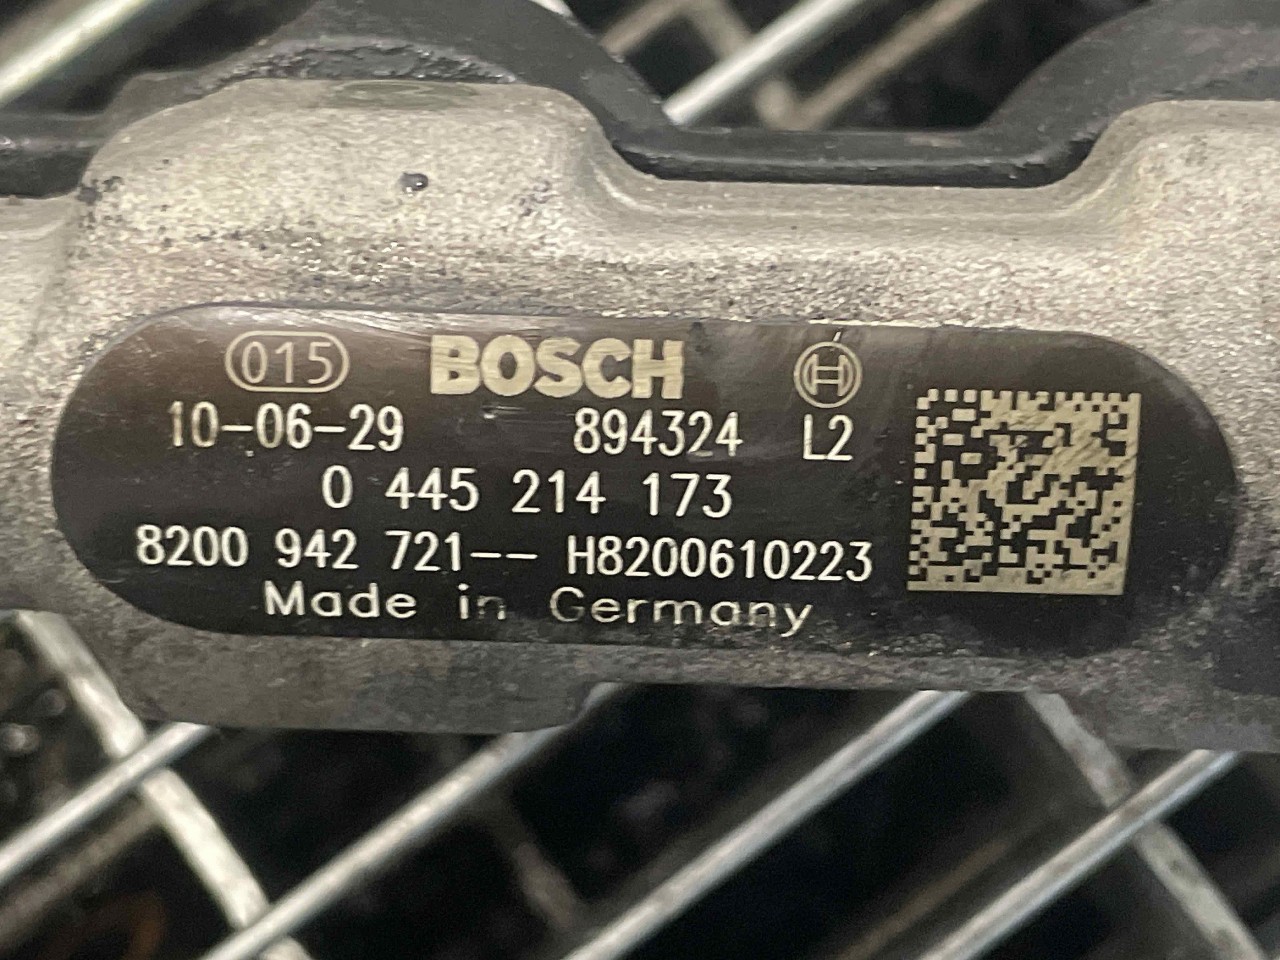 015 BOSCH
10-06-29 894324 L2
0 445 214 173
8200 942 721-- H8200610223
Made in Germany